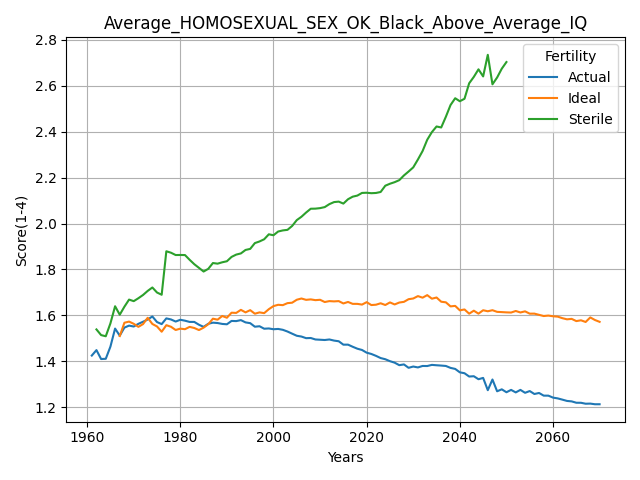 Average_HOMOSEXUAL_SEX_OK_Black_Above_Average_IQ
2.8
2.6
2.4
2.2
2.0
1.8
1.6
1.4
1.2
Score(1-4)
Fertility
Actual
Ideal
Sterile
1960 1980 2000 2020 2040 2060
Years